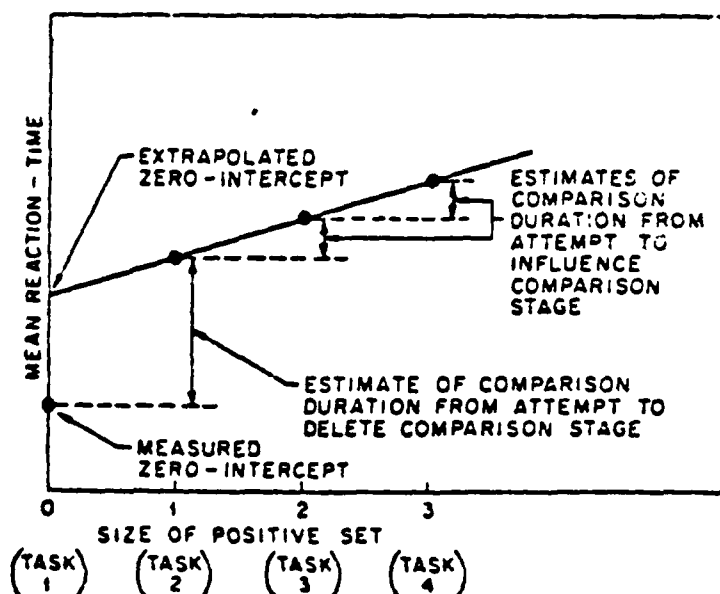 MEAN REACTION-TIME
EXTRAPOLATED
ZERO-INTERCEPT
ESTIMATES OF
COMPARISON
DURATION FROM
ATTEMPT TO
INFLUENCE
COMPARISON
STAGE
ESTIMATE OF COMPARISON
DURATION FROM ATTEMPT TO
DELETE COMPARISON STAGE
MEASURED
ZERO-INTERCEPT
0 1 2 3
SIZE OF POSITIVE SET
(TASK 1) (TASK 2) (TASK 3) (TASK 4)